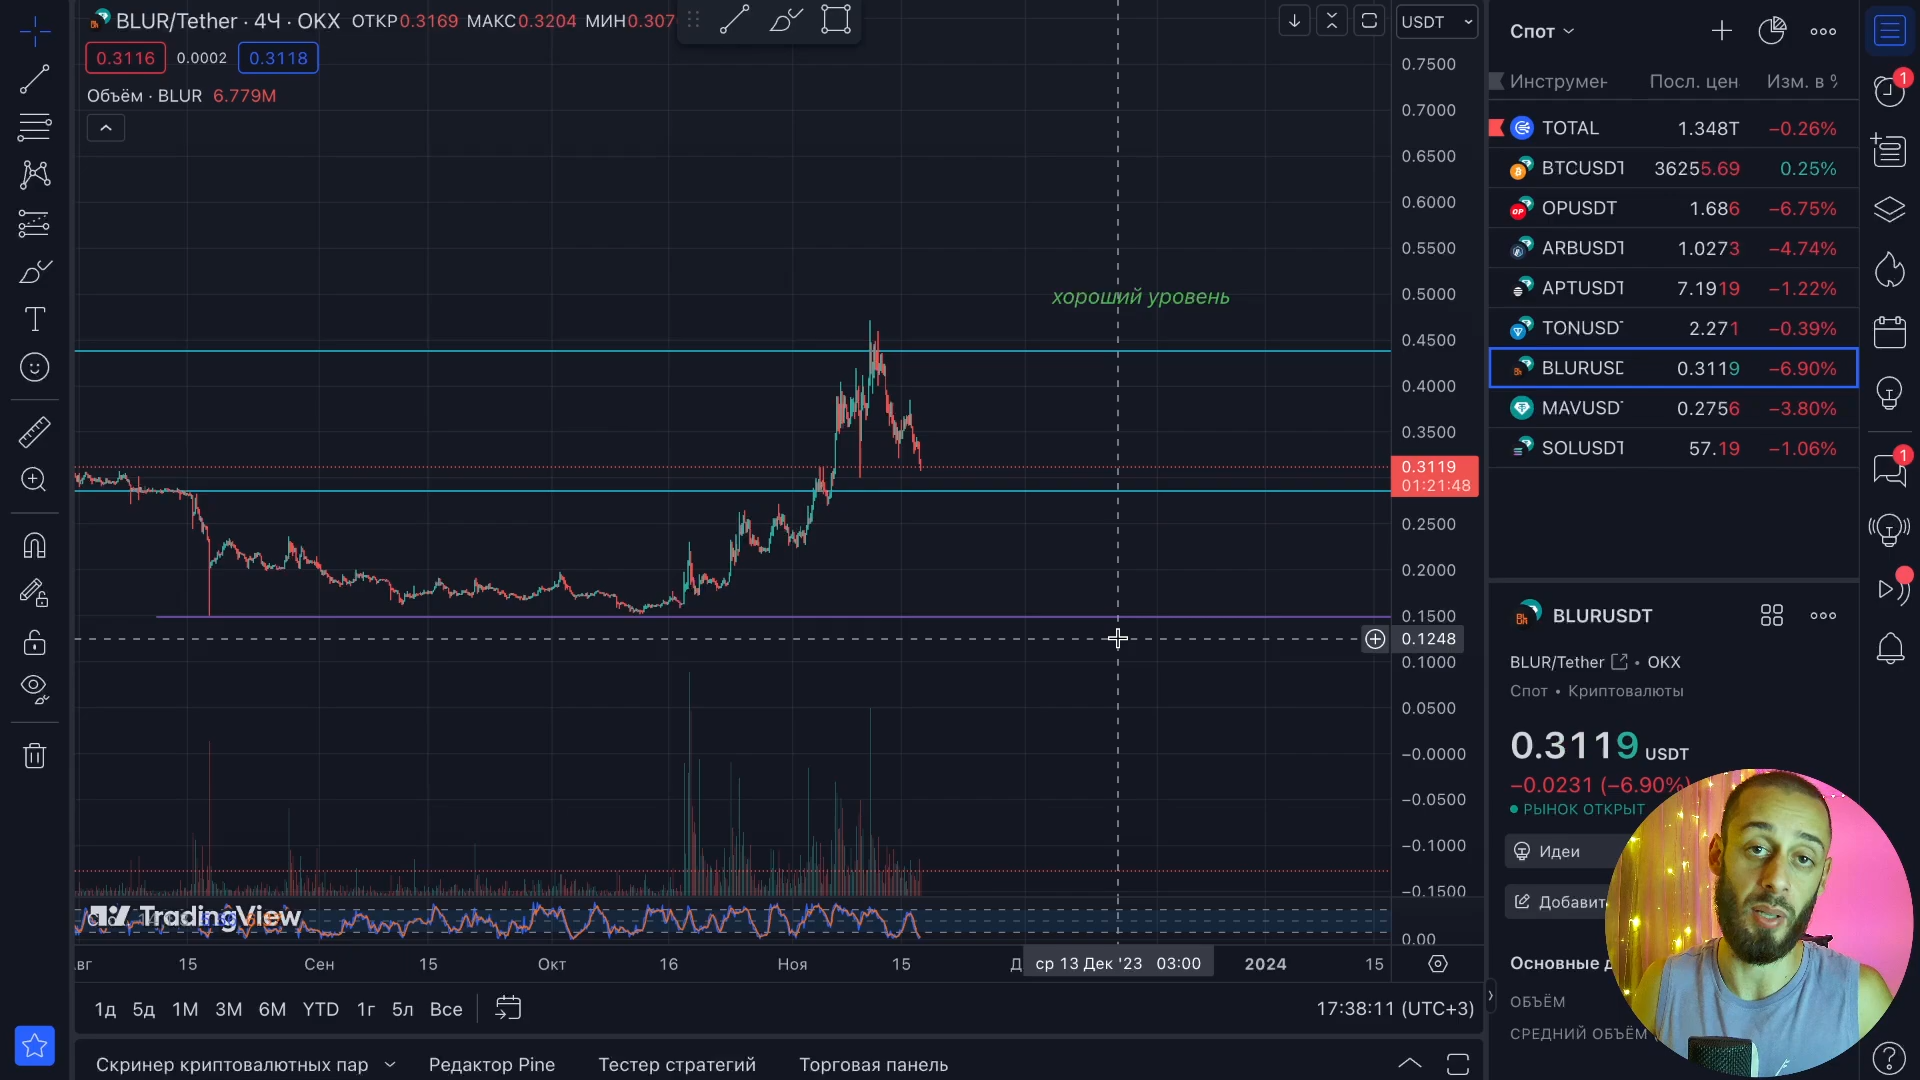 BLUR/Tether · 4Ч · OKX ОТКР0.3169 МАКС0.3204 МИН0.307
0.3116 0.0002 0.3118
Объём · BLUR 6.779M
USDT
0.7500
0.7000
0.6500
0.6000
0.5500
0.5000
0.4500
0.4000
0.3500
0.3119
01:21:48
0.2500
0.2000
0.1500
0.1248
0.1000
0.0500
−0.0000
−0.0500
−0.1000
−0.1500
0.00
хороший уровень
TradingView
вг 15 Сен 15 Окт 16 Ноя 15 Д ср 13 Дек '23 03:00 2024 15
1д 5д 1М 3М 6М YTD 1г 5л Все
17:38:11 (UTC+3)
Скринер криптовалютных пар Редактор Pine Тестер стратегий Торговая панель
Спот
Инструмен Посл. цен Изм. в %
TOTAL 1.348T −0.26%
BTCUSDT 36255.69 0.25%
OPUSDT 1.686 −6.75%
ARBUSDT 1.0273 −4.74%
APTUSDT 7.1919 −1.22%
TONUSD 2.271 −0.39%
BLURUSD 0.3119 −6.90%
MAVUSD 0.2756 −3.80%
SOLUSDT 57.19 −1.06%
BLURUSDT
BLUR/Tether • OKX
Спот • Криптовалюты
0.3119 USDT
−0.0231 (−6.90%)
РЫНОК ОТКРЫТ
Идеи
Добавит
Основные д
ОБЪЁМ
СРЕДНИЙ ОБЪЁМ
1
1